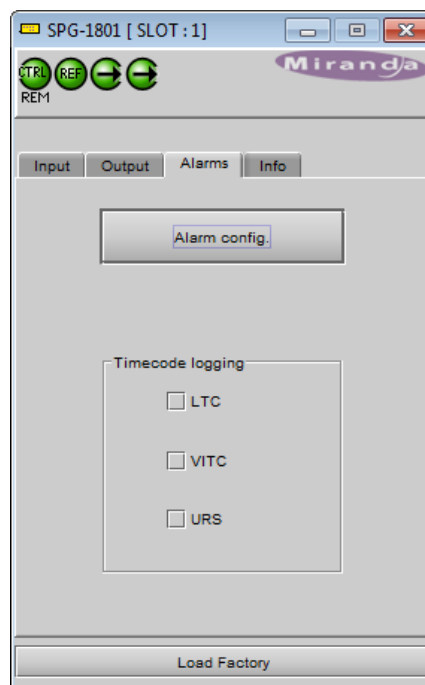 SPG-1801 [ SLOT : 1]
CTRL REF
REM
Miranda
Input Output Alarms Info
Alarm config.
Timecode logging
LTC
VITC
URS
Load Factory